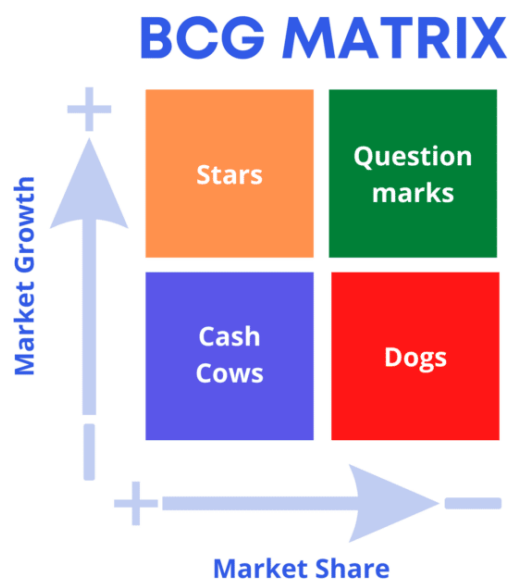 BCG MATRIX
Stars
Question
marks
Market Growth
Cash
Cows
Dogs
Market Share